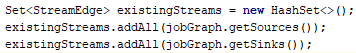 Set<StreamEdge> existingStreams = new HashSet<>();
existingStreams.addAll(jobGraph.getSources());
existingStreams.addAll(jobGraph.getSinks());